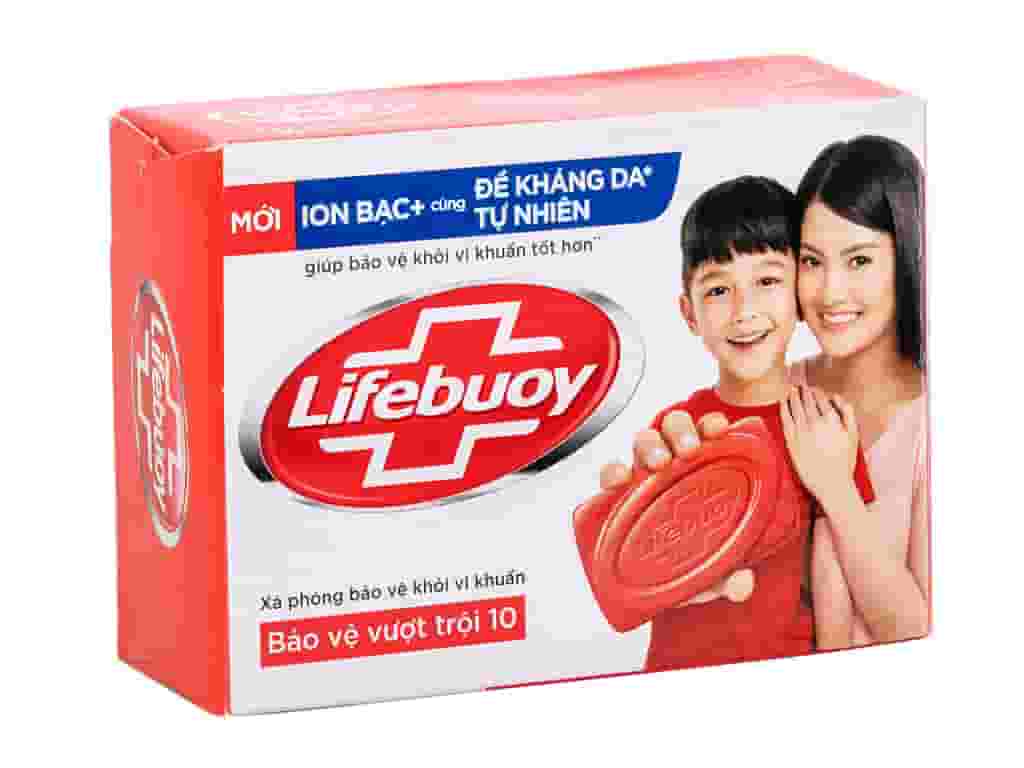 MỚI ION BẠC+ cùng ĐỀ KHÁNG DA*
TỰ NHIÊN
giúp bảo vệ khỏi vi khuẩn tốt hơn**
Lifebuoy
Lifebuoy
Lifebuoy
Xà phòng bảo vệ khỏi vi khuẩn
Bảo vệ vượt trội 10